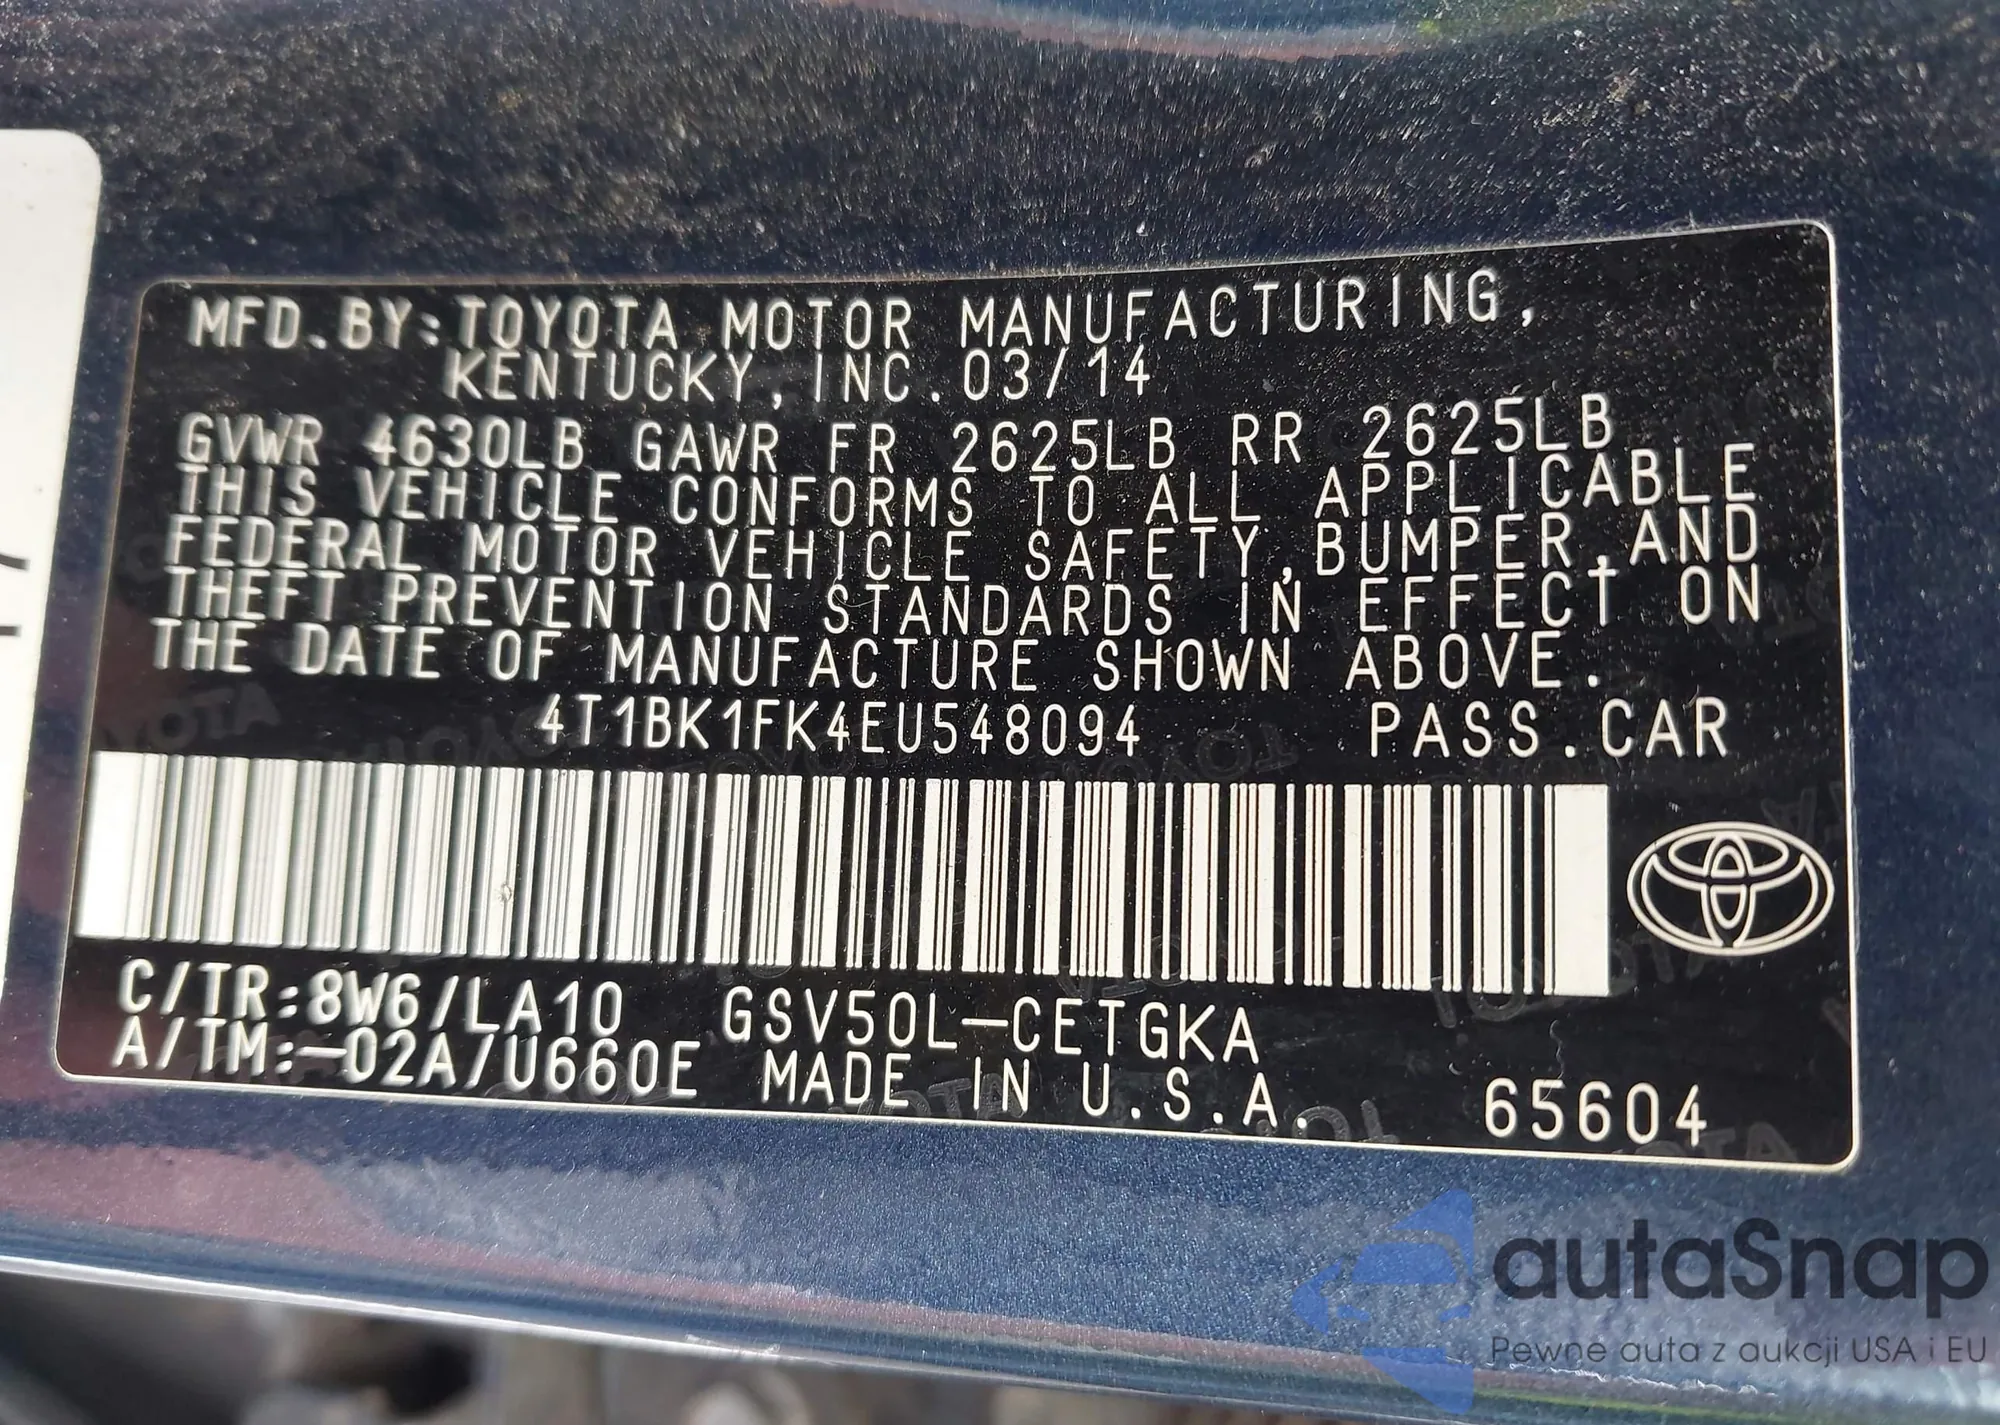 MFD.BY:TOYOTA MOTOR MANUFACTURING,
KENTUCKY, INC.03/14
GVWR 4630LB GAWR FR 2625LB RR 2625LB
THIS VEHICLE CONFORMS TO ALL APPLICABLE
FEDERAL MOTOR VEHICLE SAFETY,BUMPER,AND
THEFT PREVENTION STANDARDS IN EFFECT ON
THE DATE OF MANUFACTURE SHOWN ABOVE.
4T1BK1FK4EU548094 PASS.CAR
C/TR:8W6/LA10 GSV50L-CETGKA
A/TM:-02A/U660E MADE IN U.S.A. 65604
autaSnap
Pewne auta z aukcji USA i EU